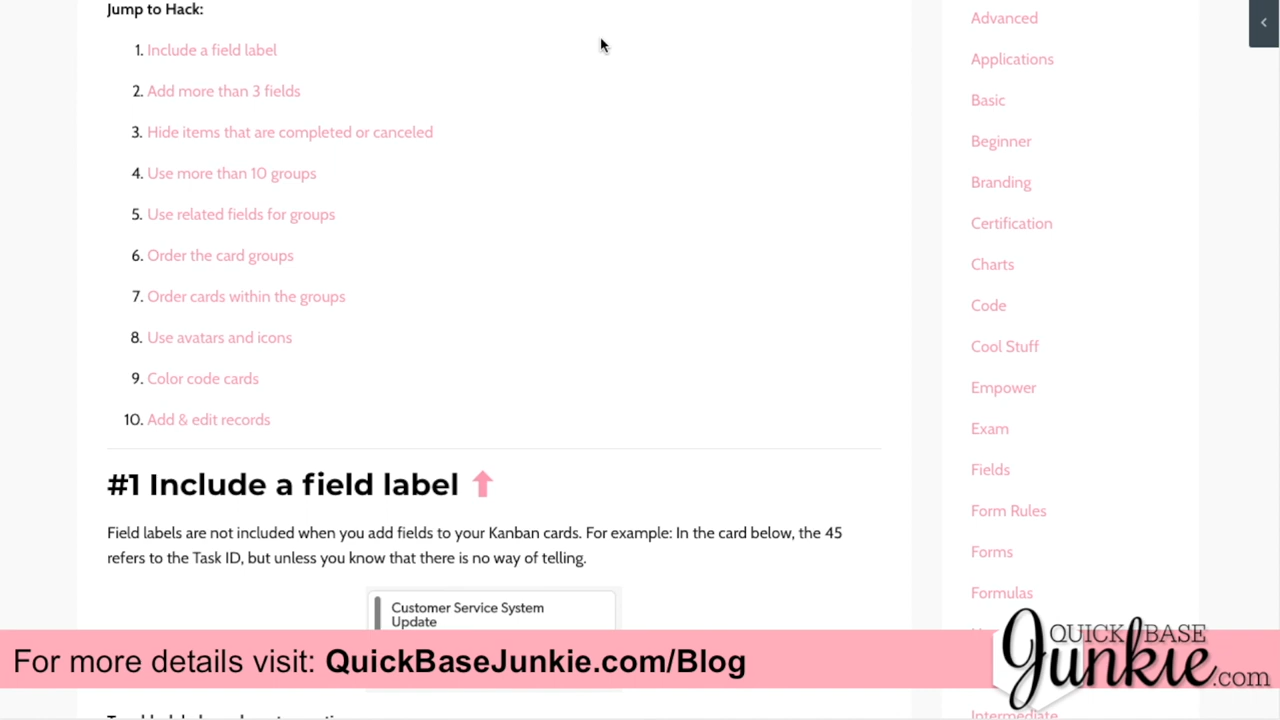 Jump to Hack:
1. Include a field label
2. Add more than 3 fields
3. Hide items that are completed or canceled
4. Use more than 10 groups
5. Use related fields for groups
6. Order the card groups
7. Order cards within the groups
8. Use avatars and icons
9. Color code cards
10. Add & edit records
#1 Include a field label
Field labels are not included when you add fields to your Kanban cards. For example: In the card below, the 45
refers to the Task ID, but unless you know that there is no way of telling.
Customer Service System
Update
Advanced
Applications
Basic
Beginner
Branding
Certification
Charts
Code
Cool Stuff
Empower
Exam
Fields
Form Rules
Forms
Formulas
Intermediate
For more details visit: QuickBaseJunkie.com/Blog
QUICK BASE
Junkie.com